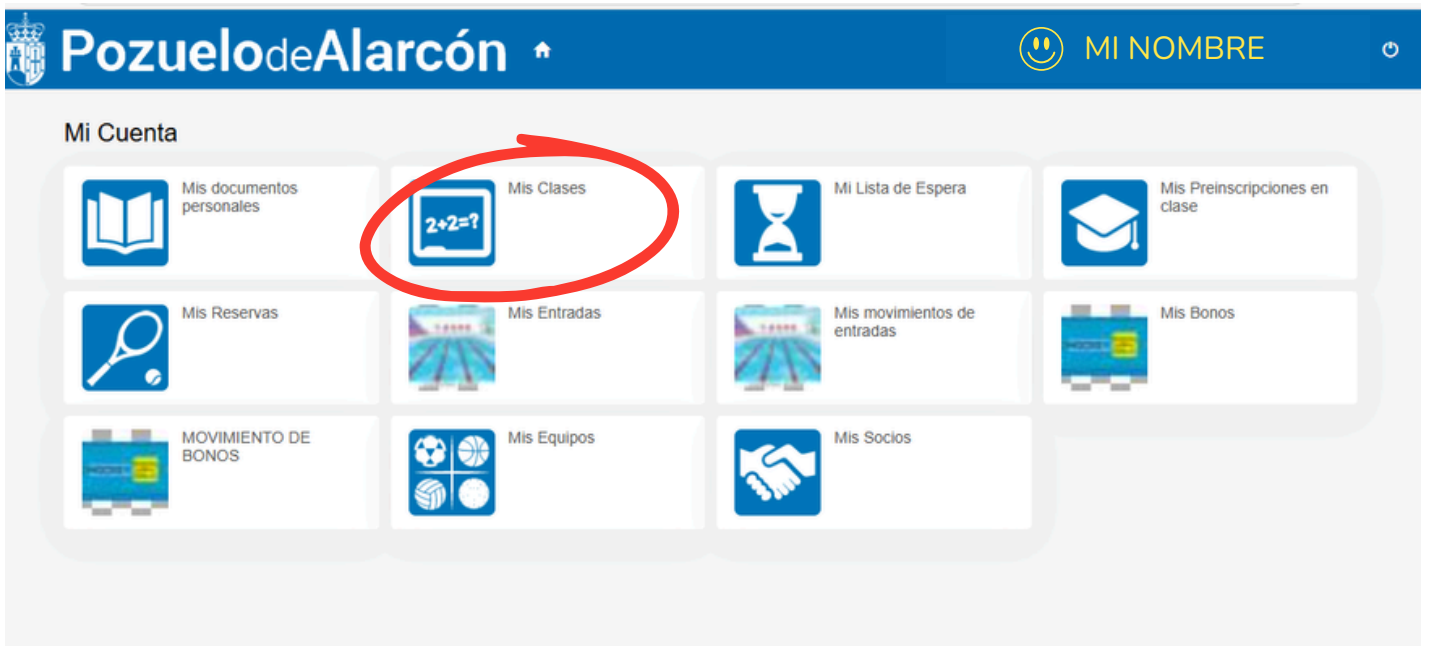 PozuelodeAlarcón
MI NOMBRE
Mi Cuenta
Mis documentos
personales
Mis Clases
2+2=?
Mi Lista de Espera
Mis Preinscripciones en
clase
Mis Reservas
Mis Entradas
Mis movimientos de
entradas
Mis Bonos
MOVIMIENTO DE
BONOS
Mis Equipos
Mis Socios